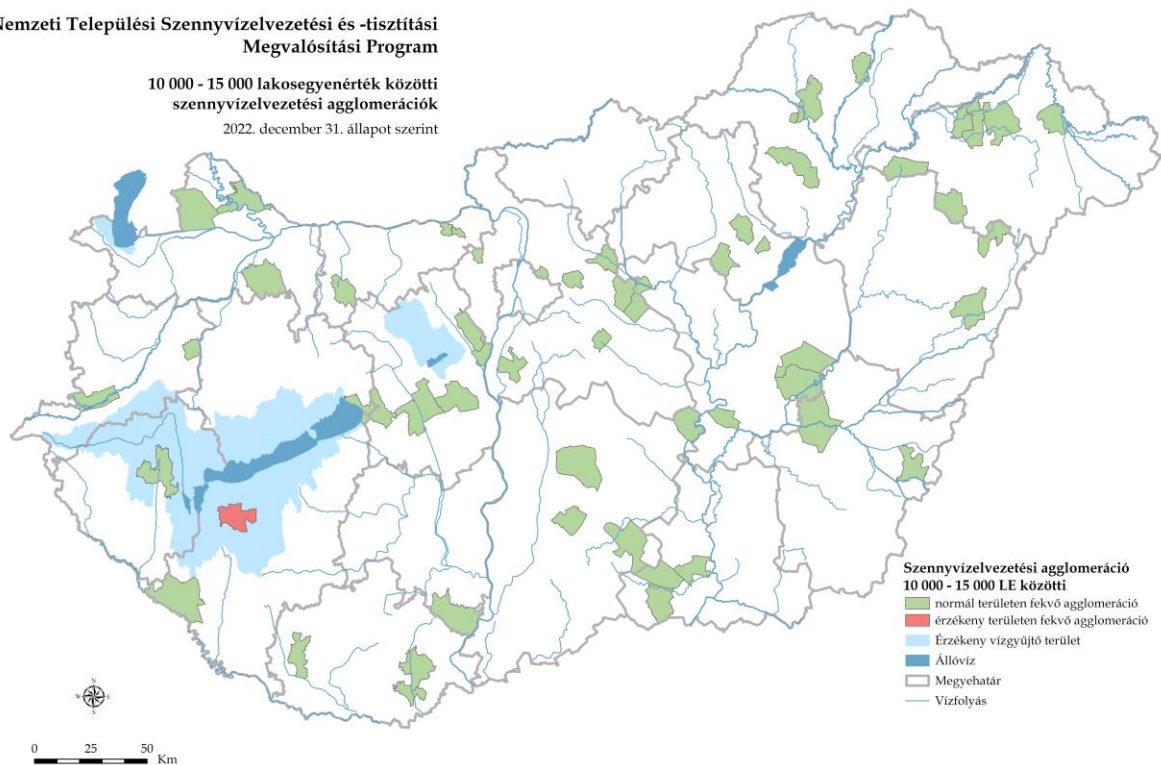 Nemzeti Települési Szennyvízelvezetési és -tisztítási
Megvalósítási Program
10 000 - 15 000 lakosegyenérték közötti
szennyvízelvezetési agglomerációk
2022. december 31. állapot szerint
Szennyvízelvezetési agglomeráció
10 000 - 15 000 LE közötti
normál területen fekvő agglomeráció
érzékeny területen fekvő agglomeráció
Érzékeny vízgyűjtő terület
Állóvíz
Megyehatár
Vízfolyás
N
W E
S
0 25 50
Km